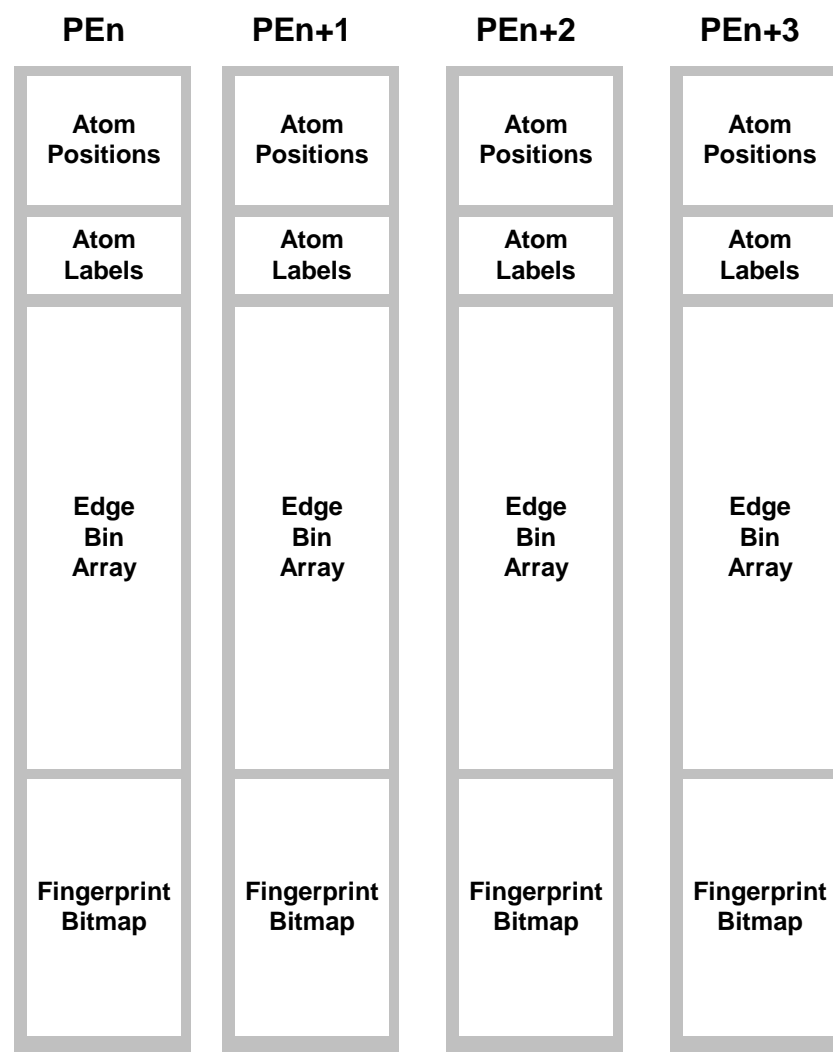 PEn PEn+1 PEn+2 PEn+3
Atom Atom Atom Atom
Positions Positions Positions Positions
Atom Atom Atom Atom
Labels Labels Labels Labels
Edge Edge Edge Edge
Bin Bin Bin Bin
Array Array Array Array
Fingerprint Fingerprint Fingerprint Fingerprint
Bitmap Bitmap Bitmap Bitmap